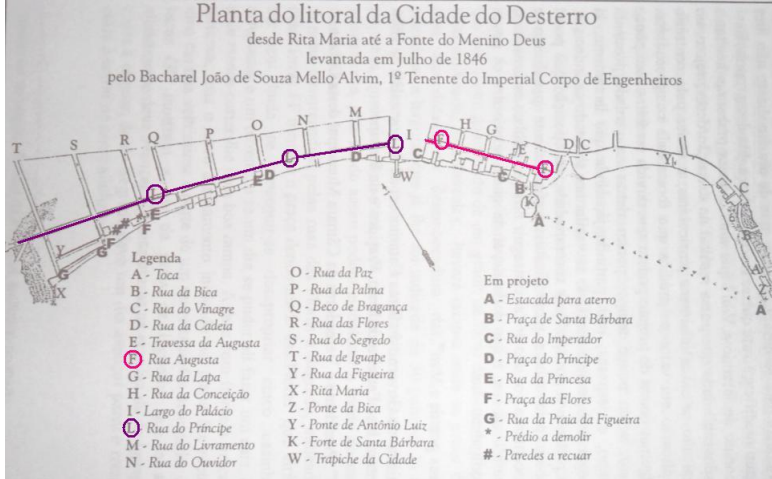 Planta do litoral da Cidade do Desterro
desde Rita Maria até a Fonte do Menino Deus
levantada em Julho de 1846
pelo Bacharel João de Souza Mello Alvim, 1º Tenente do Imperial Corpo de Engenheiros
T S R Q P O N M I H G E D C
L L L F F
C D C B K A
W
E D E F # # * F G
Y G X
Y C B A Z A
Legenda
A - Toca
B - Rua da Bica
C - Rua do Vinagre
D - Rua da Cadeia
E - Travessa da Augusta
F - Rua Augusta
G - Rua da Lapa
H - Rua da Conceição
I - Largo do Palácio
L - Rua do Príncipe
M - Rua do Livramento
N - Rua do Ouvidor
O - Rua da Paz
P - Rua da Palma
Q - Beco de Bragança
R - Rua das Flores
S - Rua do Segredo
T - Rua de Iguape
Y - Rua da Figueira
X - Rita Maria
Z - Ponte da Bica
Y - Ponte de Antônio Luiz
K - Forte de Santa Bárbara
W - Trapiche da Cidade
Em projeto
A - Estacada para aterro
B - Praça de Santa Bárbara
C - Rua do Imperador
D - Praça do Príncipe
E - Rua da Princesa
F - Praça das Flores
G - Rua da Praia da Figueira
* - Prédio a demolir
# - Paredes a recuar